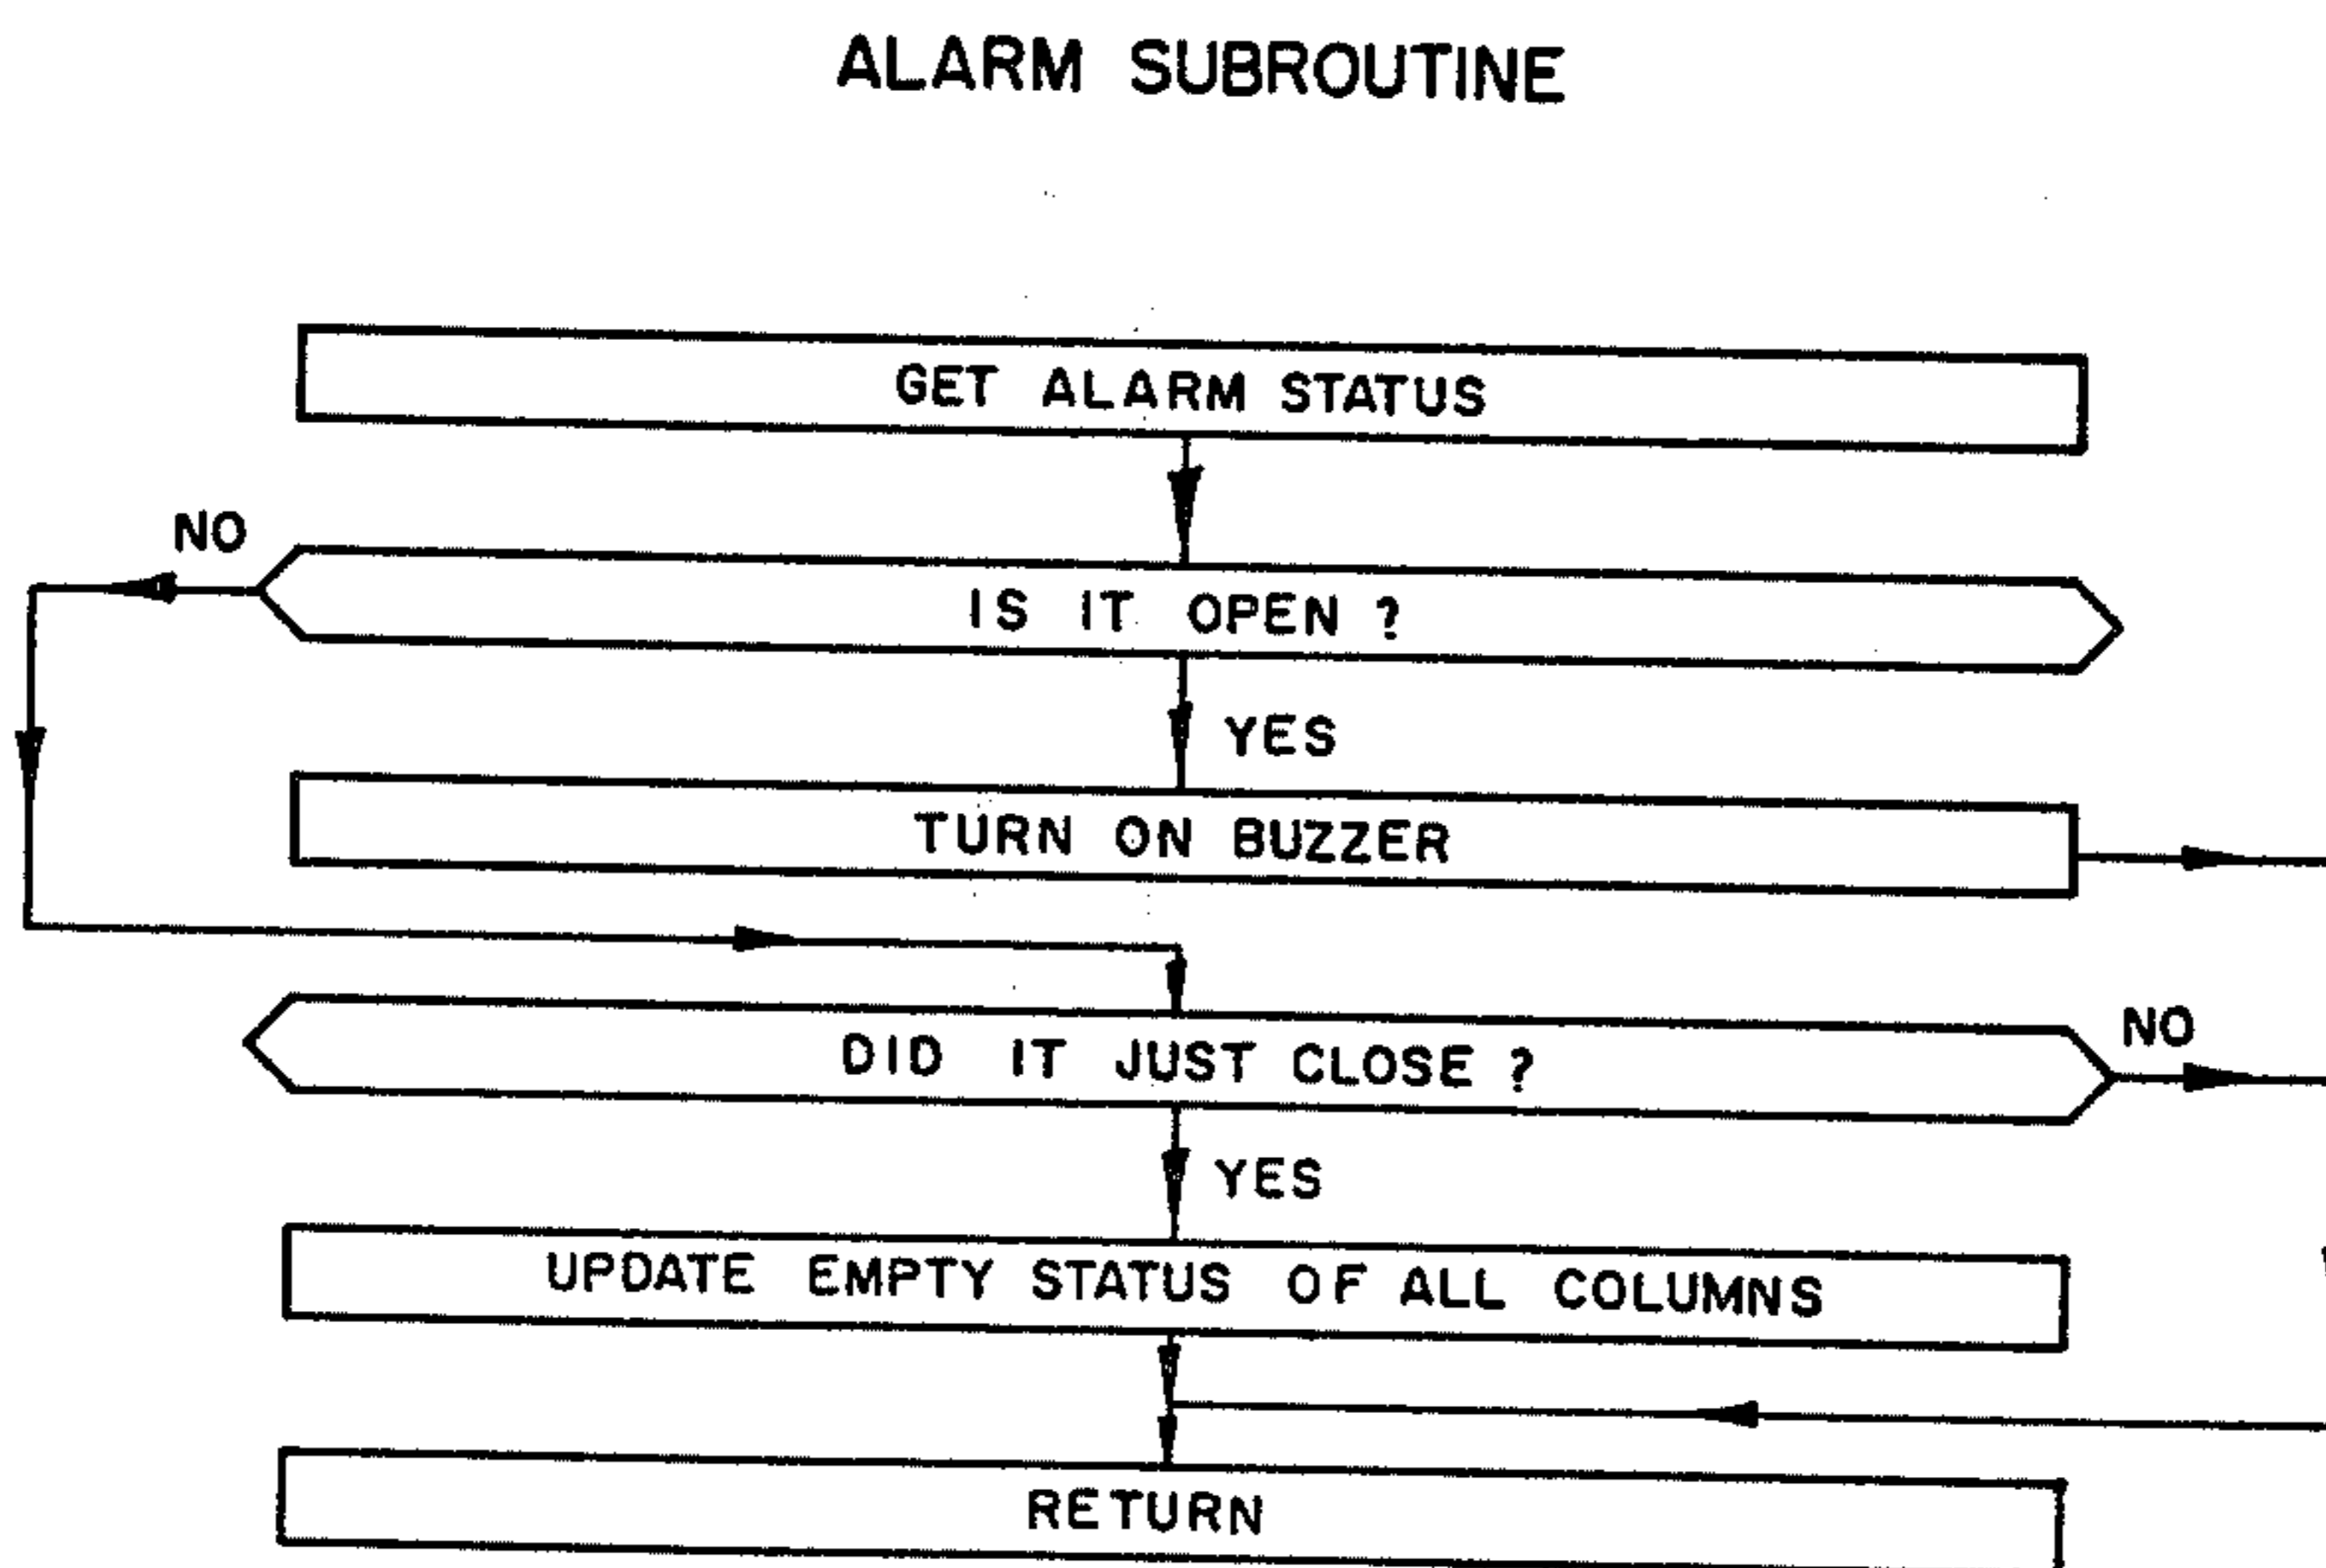 ALARM SUBROUTINE
GET ALARM STATUS
NO
IS IT OPEN ?
YES
TURN ON BUZZER
DID IT JUST CLOSE ?
NO
YES
UPDATE EMPTY STATUS OF ALL COLUMNS
RETURN